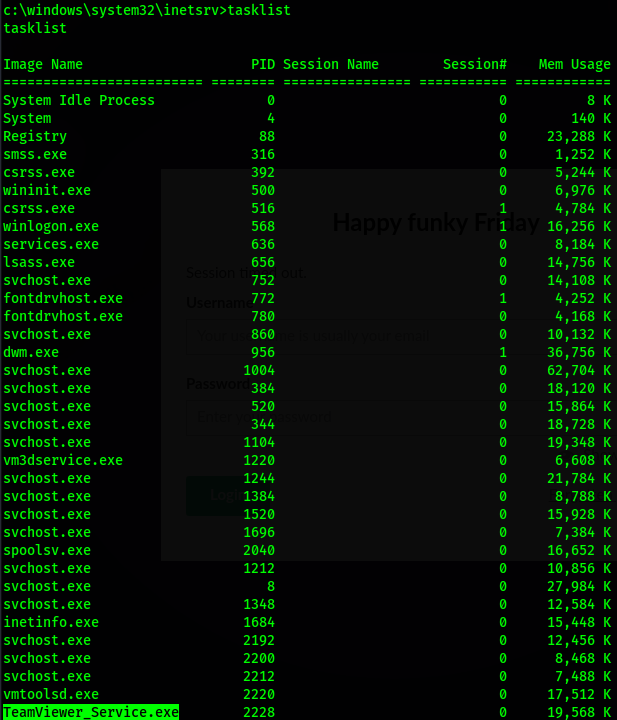 c:\windows\system32\inetsrv>tasklist
tasklist
Image Name                     PID Session Name        Session#    Mem Usage
========================= ======== ================ =========== ============
System Idle Process              0                            0          8 K
System                           4                            0        140 K
Registry                        88                            0     23,288 K
smss.exe                       316                            0      1,252 K
csrss.exe                      392                            0      5,244 K
wininit.exe                    500                            0      6,976 K
csrss.exe                      516                            1      4,784 K
winlogon.exe                   568                            1     16,256 K
services.exe                   636                            0      8,184 K
lsass.exe                      656                            0     14,756 K
svchost.exe                    752                            0     14,108 K
fontdrvhost.exe                772                            1      4,252 K
fontdrvhost.exe                780                            0      4,168 K
svchost.exe                    860                            0     10,132 K
dwm.exe                        956                            1     36,756 K
svchost.exe                   1004                            0     62,704 K
svchost.exe                    384                            0     18,120 K
svchost.exe                    520                            0     15,864 K
svchost.exe                    344                            0     18,728 K
svchost.exe                   1104                            0     19,348 K
vm3dservice.exe               1220                            0      6,608 K
svchost.exe                   1244                            0     21,784 K
svchost.exe                   1384                            0      8,788 K
svchost.exe                   1520                            0     15,928 K
svchost.exe                   1696                            0      7,384 K
spoolsv.exe                   2040                            0     16,652 K
svchost.exe                   1212                            0     10,856 K
svchost.exe                      8                            0     27,984 K
svchost.exe                   1348                            0     12,584 K
inetinfo.exe                  1684                            0     15,448 K
svchost.exe                   2192                            0     12,456 K
svchost.exe                   2200                            0      8,468 K
svchost.exe                   2212                            0      7,488 K
vmtoolsd.exe                  2220                            0     17,512 K
TeamViewer_Service.exe        2228                            0     19,568 K
Happy funky Friday
Session timed out.
Username
Password